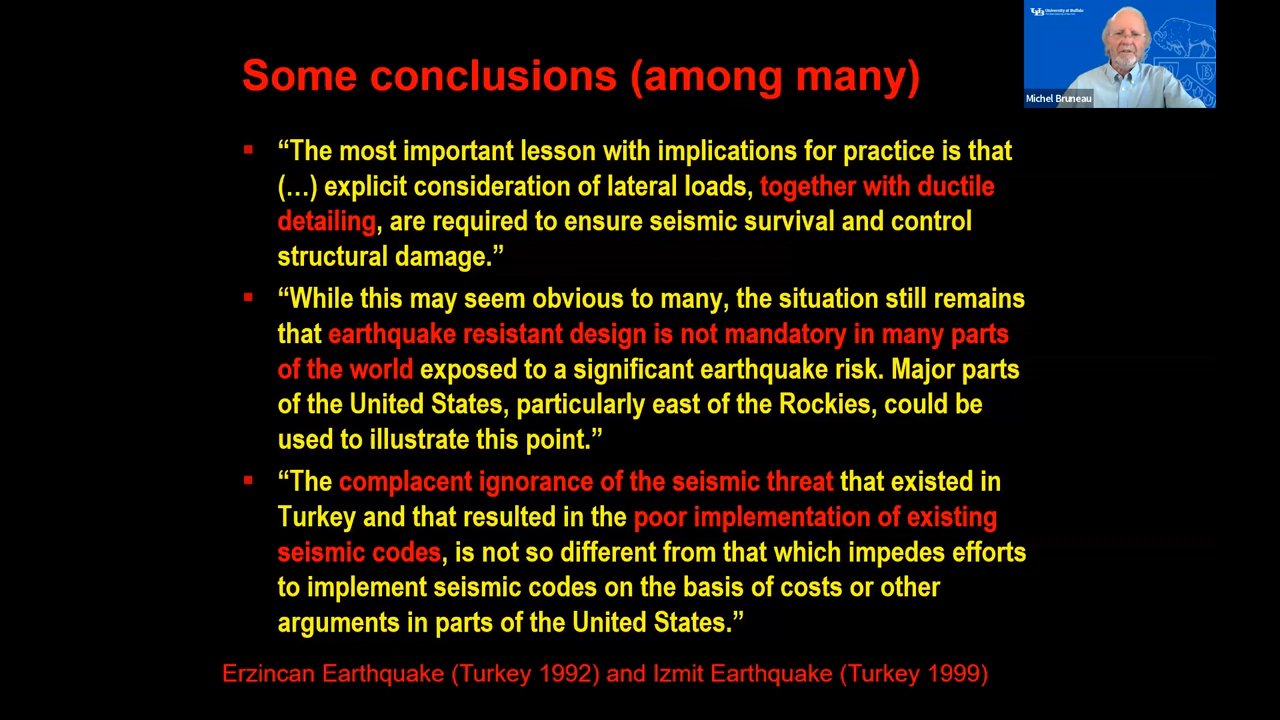 University at Buffalo
Michel Bruneau
Some conclusions (among many)
▪ “The most important lesson with implications for practice is that
(…) explicit consideration of lateral loads, together with ductile
detailing, are required to ensure seismic survival and control
structural damage.”
▪ “While this may seem obvious to many, the situation still remains
that earthquake resistant design is not mandatory in many parts
of the world exposed to a significant earthquake risk. Major parts
of the United States, particularly east of the Rockies, could be
used to illustrate this point.”
▪ “The complacent ignorance of the seismic threat that existed in
Turkey and that resulted in the poor implementation of existing
seismic codes, is not so different from that which impedes efforts
to implement seismic codes on the basis of costs or other
arguments in parts of the United States.”
Erzincan Earthquake (Turkey 1992) and Izmit Earthquake (Turkey 1999)